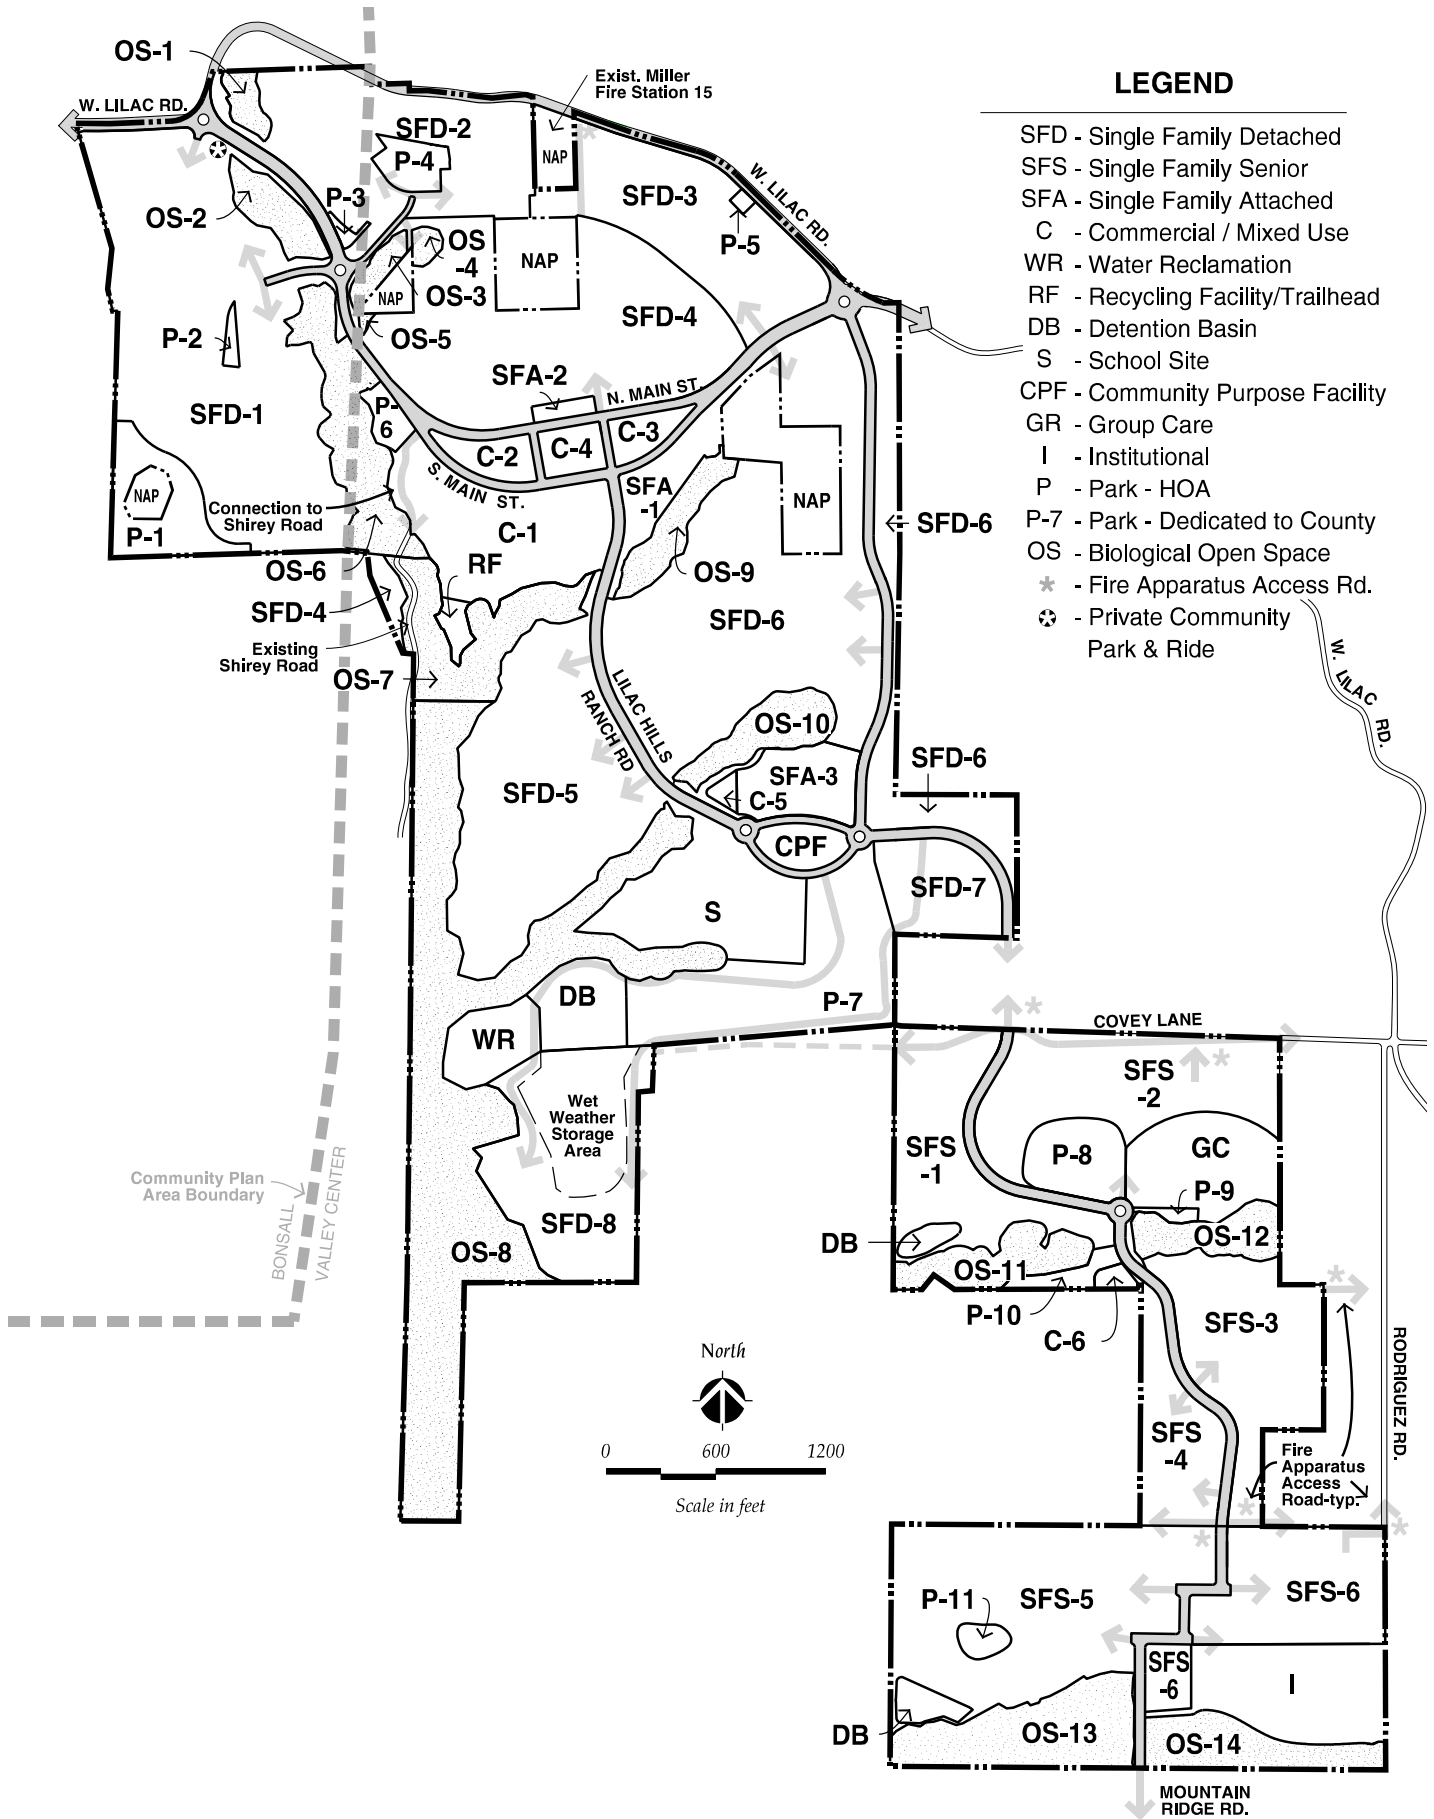 OS-1
W. LILAC RD.
Exist. Miller
Fire Station 15
SFD-2
P-4
NAP
P-3
OS-2
SFD-3
W. LILAC RD.
P-5
OS
-4
NAP
OS-3
NAP
OS-5
SFD-4
P-2
SFA-2
N. MAIN ST.
SFD-1
P-
6
C-2
C-4
C-3
S. MAIN ST.
SFA
-1
NAP
NAP
P-1
Connection to
Shirey Road
C-1
SFD-6
OS-6
RF
OS-9
SFD-4
SFD-6
Existing
Shirey Road
OS-7
LILAC HILLS
RANCH RD
OS-10
SFD-6
SFA-3
C-5
SFD-5
CPF
SFD-7
S
DB
P-7
WR
COVEY LANE
Wet
Weather
Storage
Area
SFS
-2
SFS
-1
P-8
GC
P-9
Community Plan
Area Boundary
BONSALL
VALLEY CENTER
SFD-8
OS-8
DB
OS-12
OS-11
P-10
C-6
SFS-3
North
0 600 1200
Scale in feet
SFS
-4
Fire
Apparatus
Access
Road-typ.
RODRIGUEZ RD.
W. LILAC RD.
P-11
SFS-5
SFS-6
SFS
-6
I
DB
OS-13
OS-14
MOUNTAIN
RIDGE RD.
LEGEND
SFD - Single Family Detached
SFS - Single Family Senior
SFA - Single Family Attached
C - Commercial / Mixed Use
WR - Water Reclamation
RF - Recycling Facility/Trailhead
DB - Detention Basin
S - School Site
CPF - Community Purpose Facility
GR - Group Care
I - Institutional
P - Park - HOA
P-7 - Park - Dedicated to County
OS - Biological Open Space
* - Fire Apparatus Access Rd.
- Private Community
Park & Ride